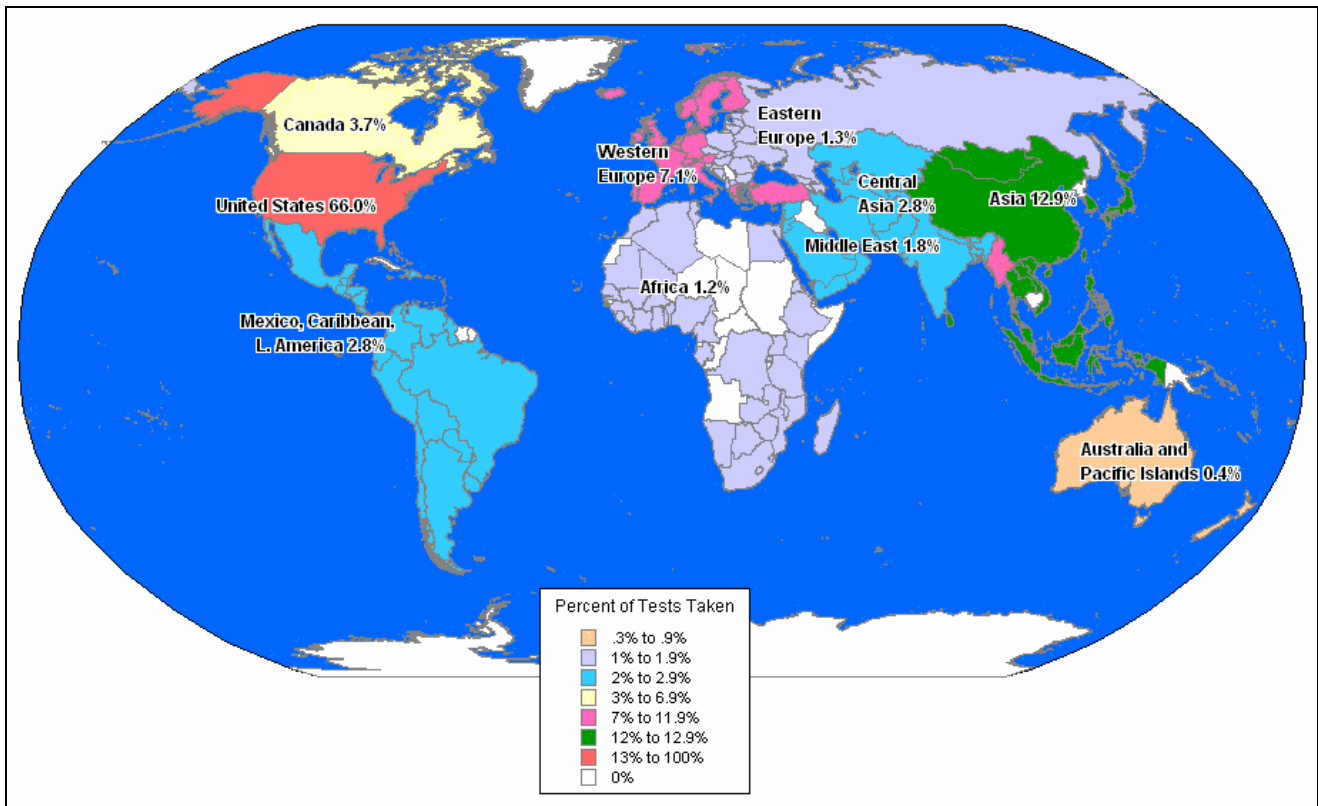 Canada 3.7%
United States 66.0%
Mexico, Caribbean,
L. America 2.8%
Western
Europe 7.1%
Eastern
Europe 1.3%
Central
Asia 2.8%
Asia 12.9%
Middle East 1.8%
Africa 1.2%
Australia and
Pacific Islands 0.4%
Percent of Tests Taken
.3% to .9%
1% to 1.9%
2% to 2.9%
3% to 6.9%
7% to 11.9%
12% to 12.9%
13% to 100%
0%